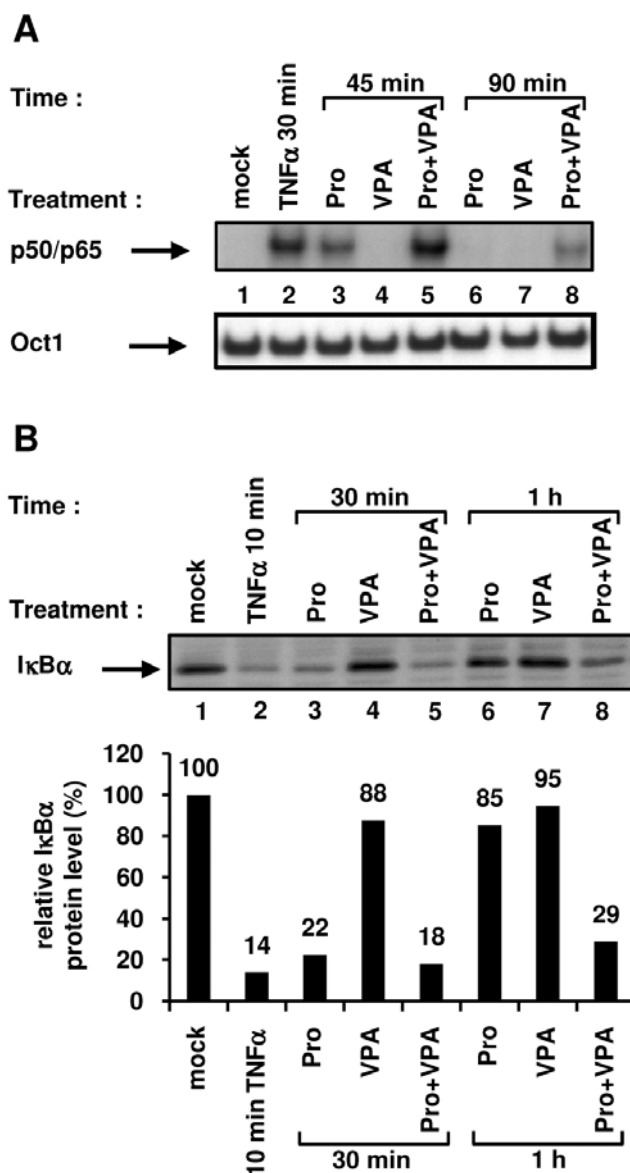 A
Time :
TNFα 30 min
45 min
90 min
Treatment :
mock
Pro
VPA
Pro+VPA
Pro
VPA
Pro+VPA
p50/p65
1 2 3 4 5 6 7 8
Oct1
B
Time :
TNFα 10 min
30 min
1 h
Treatment :
mock
Pro
VPA
Pro+VPA
Pro
VPA
Pro+VPA
IκBα
1 2 3 4 5 6 7 8
relative IκBα
protein level (%)
120
100
80
60
40
20
0
100
14
22
88
18
85
95
29
mock
10 min TNFα
Pro
VPA
Pro+VPA
Pro
VPA
Pro+VPA
30 min
1 h